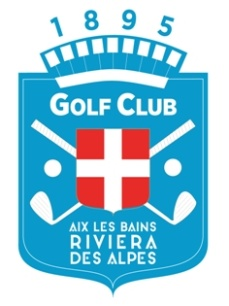 1895
GOLF CLUB
AIX LES BAINS
RIVIERA
DES ALPES